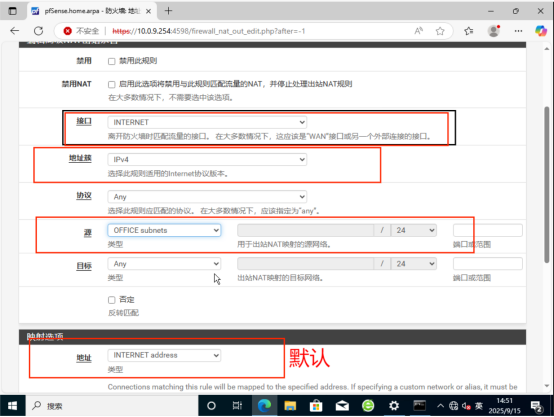 pfSense.home.arpa - 防火墙: 地址
不安全
https://10.0.9.254:4598/firewall_nat_out_edit.php?after=-1
禁用
禁用此规则
禁用NAT
启用此选项将禁用与此规则匹配流量的NAT，并停止处理出站NAT规则
在大多数情况下，不需要选中该选项。
接口
INTERNET
离开防火墙时匹配流量的接口。 在大多数情况下，这应该是"WAN"接口或另一个外部连接的接口。
地址簇
IPv4
选择此规则适用的Internet协议版本。
协议
Any
选择此规则应匹配的协议。 在大多数情况下，应该指定为"any"。
源
OFFICE subnets
/ 24
类型
用于出站NAT映射的源网络。
端口或范围
目标
Any
/ 24
类型
出站NAT映射的目标网络。
端口或范围
否定
反转匹配
映射选项
地址
INTERNET address
默认
类型
Connections matching this rule will be mapped to the specified address. If specifying a custom network or alias, it must be
搜索
英
14:51
2025/9/15
2